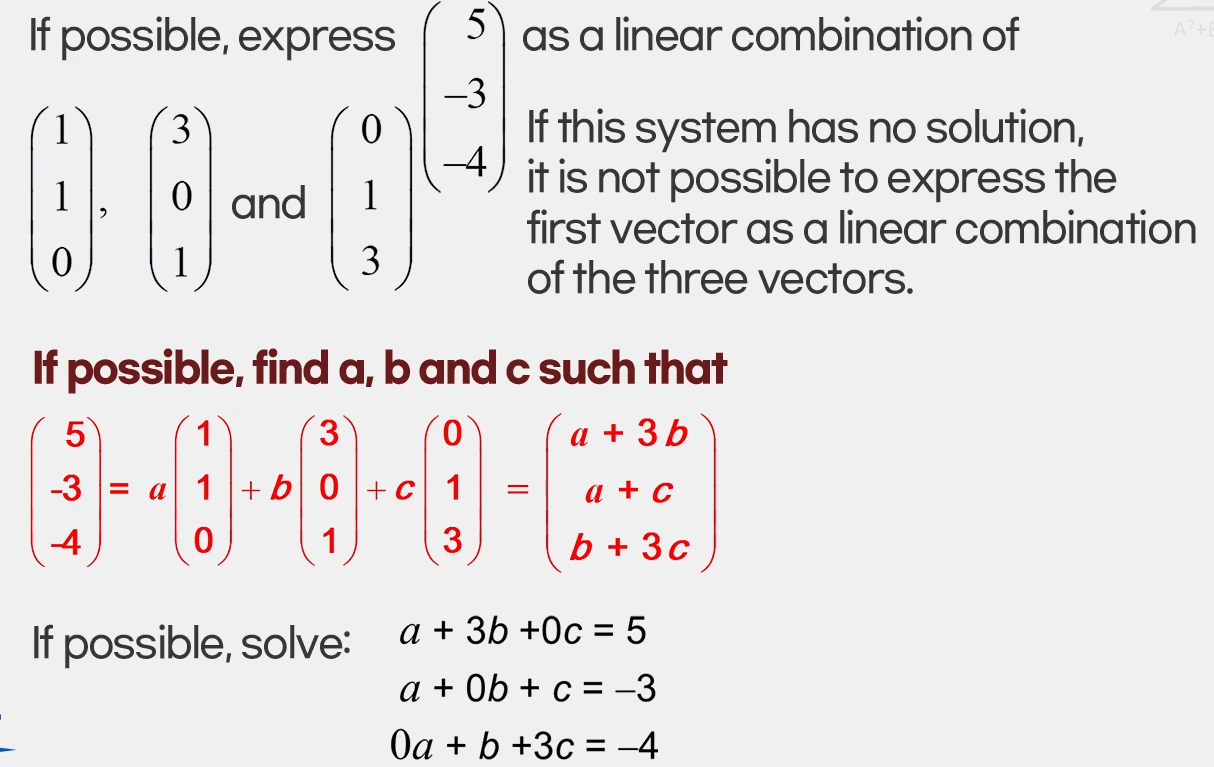 If possible, express $\begin{pmatrix} 5 \\ -3 \\ -4 \end{pmatrix}$ as a linear combination of
$\begin{pmatrix} 1 \\ 1 \\ 0 \end{pmatrix}$, $\begin{pmatrix} 3 \\ 0 \\ 1 \end{pmatrix}$ and $\begin{pmatrix} 0 \\ 1 \\ 3 \end{pmatrix}$
If this system has no solution,
it is not possible to express the
first vector as a linear combination
of the three vectors.
If possible, find a, b and c such that
$\begin{pmatrix} 5 \\ -3 \\ -4 \end{pmatrix} = a \begin{pmatrix} 1 \\ 1 \\ 0 \end{pmatrix} + b \begin{pmatrix} 3 \\ 0 \\ 1 \end{pmatrix} + c \begin{pmatrix} 0 \\ 1 \\ 3 \end{pmatrix} = \begin{pmatrix} a + 3b \\ a + c \\ b + 3c \end{pmatrix}$
If possible, solve: a + 3b +0c = 5
a + 0b + c = –3
0a + b +3c = –4